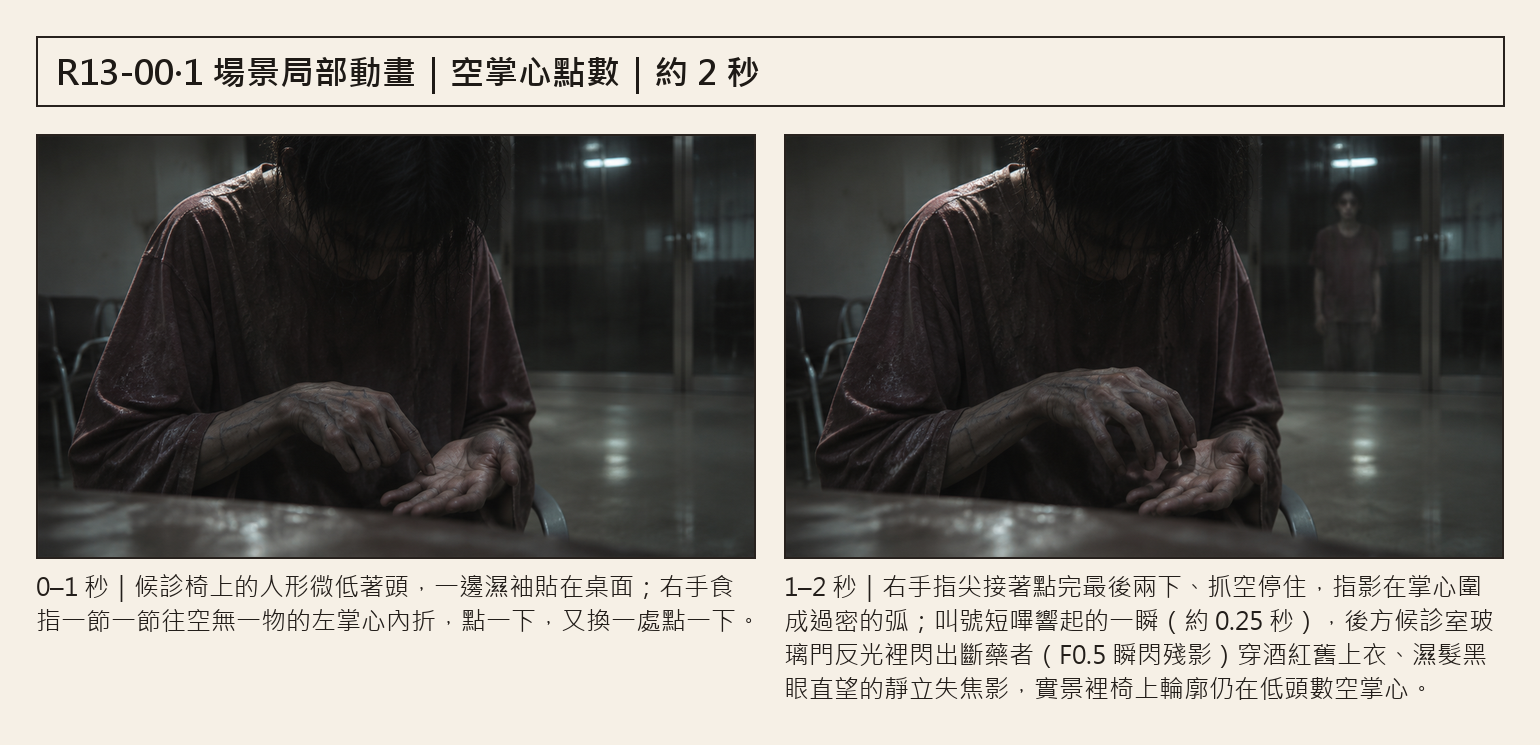 R13-00·1 場景局部動畫｜空掌心點數｜約 2 秒
0–1 秒｜候診椅上的人形微低著頭，一邊濕袖貼在桌面；右手食
指一節一節往空無一物的左掌心內折，點一下，又換一處點一下。
1–2 秒｜右手指尖接著點完最後兩下、抓空停住，指影在掌心圍
成過密的弧；叫號短嗶響起的一瞬（約 0.25 秒），後方候診室玻
璃門反光裡閃出斷藥者（F0.5 瞬閃殘影）穿酒紅舊上衣、濕髮黑
眼直望的靜立失焦影，實景裡椅上輪廓仍在低頭數空掌心。